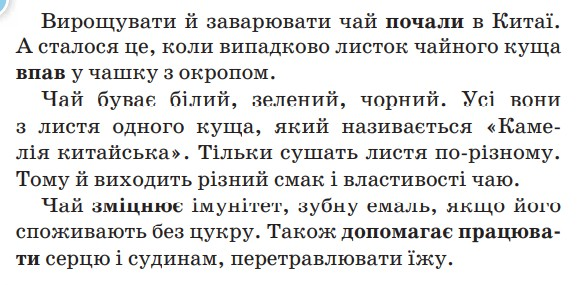 Вирощувати й заварювати чай почали в Китаї.
А сталося це, коли випадково листок чайного куща
впав у чашку з окропом.
Чай буває білий, зелений, чорний. Усі вони
з листя одного куща, який називається «Каме-
лія китайська». Тільки сушать листя по-різному.
Тому й виходить різний смак і властивості чаю.
Чай зміцнює імунітет, зубну емаль, якщо його
споживають без цукру. Також допомагає працюва-
ти серцю і судинам, перетравлювати їжу.